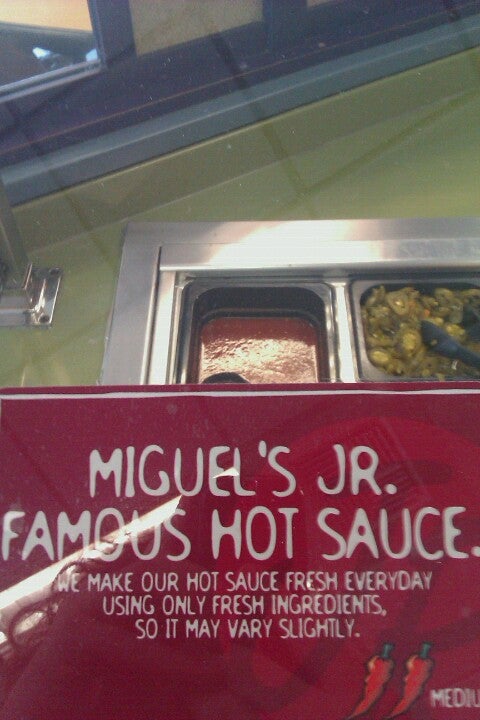 MIGUEL'S JR.
FAMOUS HOT SAUCE.
WE MAKE OUR HOT SAUCE FRESH EVERYDAY
USING ONLY FRESH INGREDIENTS,
SO IT MAY VARY SLIGHTLY.